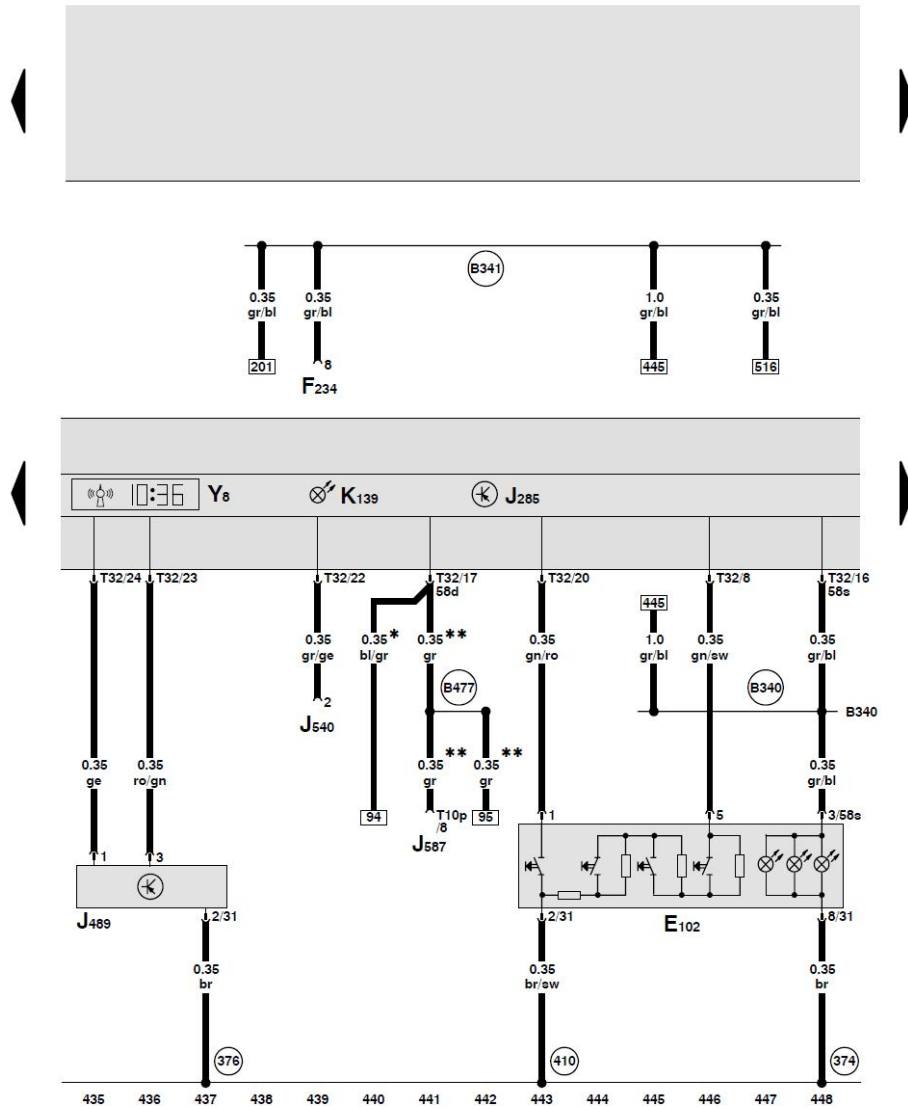 B341
0.35 0.35 1.0 0.35
gr/bl gr/bl gr/bl gr/bl
201 8 445 516
F234
10:36 Y8 K139 J285
T32/24 T32/23 T32/22 T32/17 T32/20 T32/8 T32/16
58d 58s
445
0.35 0.35 * 0.35 ** 0.35 1.0 0.35 0.35
gr/ge bl/gr gr gn/ro gr/bl gn/sw gr/bl
2 B477 B340
J540 B340
0.35 0.35 0.35 ** 0.35 ** 0.35
ge ro/gn gr gr gr/bl
94 T10p 95 1 5 3/58s
/8
J587
1 3
J489 2/31 2/31 E102 8/31
0.35 0.35 0.35
br br/sw br
376 410 374
435 436 437 438 439 440 441 442 443 444 445 446 447 448